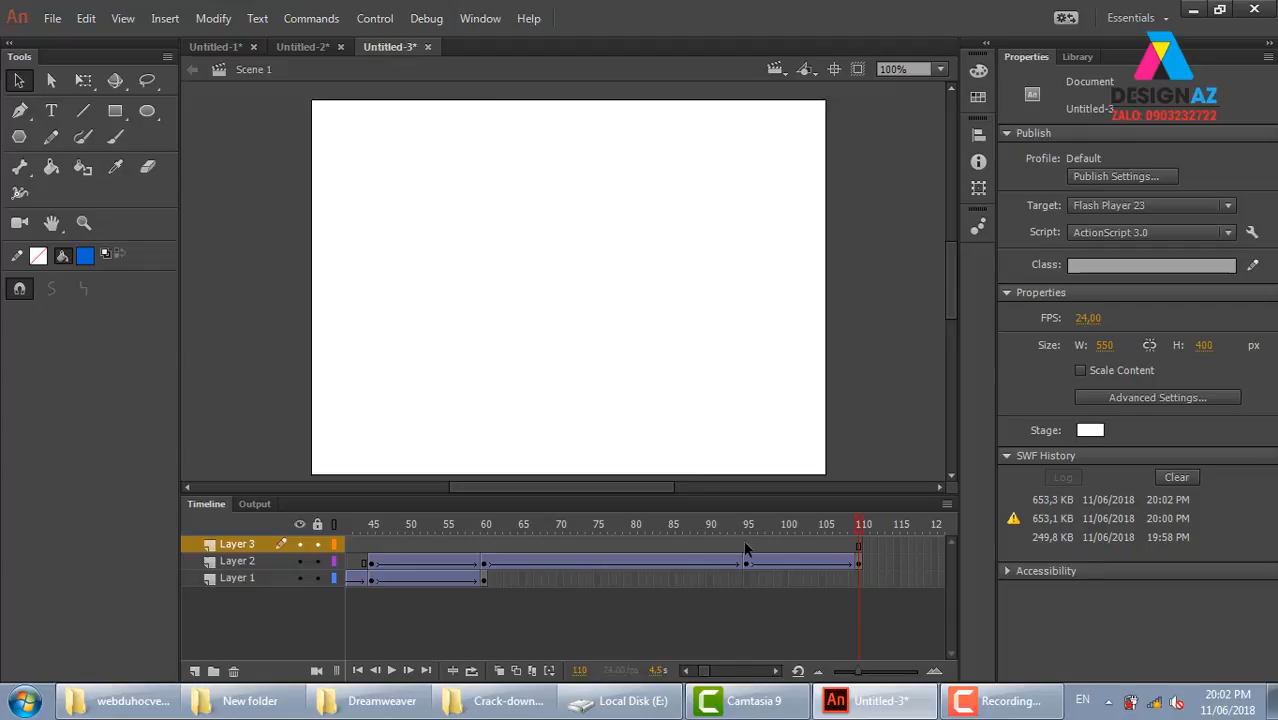 An File Edit View Insert Modify Text Commands Control Debug Window Help Essentials
Untitled-1* × Untitled-2* × Untitled-3* ×
Tools
Scene 1
100%
Properties Library
DESIGNAZ
ZALO: 0903232722
An
Document
Untitled-3
Publish
Profile: Default
Publish Settings...
Target: Flash Player 23
Script: ActionScript 3.0
Class:
Properties
FPS: 24,00
Size: W: 550 H: 400 px
Scale Content
Advanced Settings...
Stage:
SWF History
Log Clear
653,3 KB 11/06/2018 20:02 PM
653,1 KB 11/06/2018 20:00 PM
249,8 KB 11/06/2018 19:58 PM
Accessibility
Timeline Output
45 50 55 60 65 70 75 80 85 90 95 100 105 110 115 12
Layer 3
Layer 2
Layer 1
110 24,00 fps 4,5 s
webduhocve... New folder Dreamweaver Crack-down... Local Disk (E:) Camtasia 9 An Untitled-3* Recording... EN
20:02 PM
11/06/2018